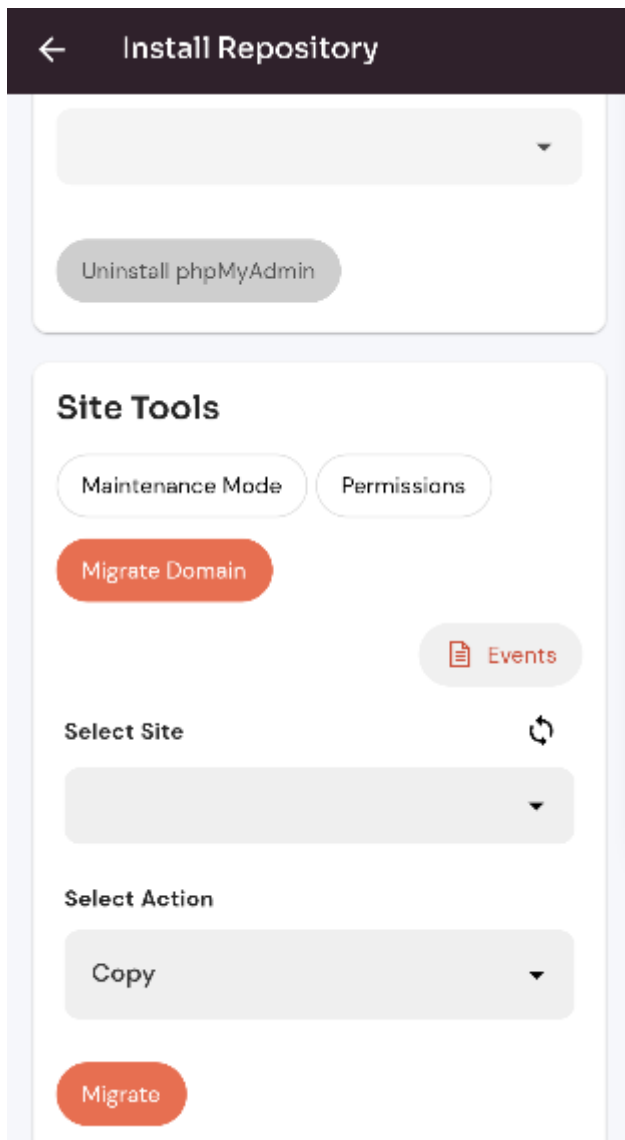 Install Repository
Uninstall phpMyAdmin
Site Tools
Maintenance Mode
Permissions
Migrate Domain
Events
Select Site
Select Action
Copy
Migrate